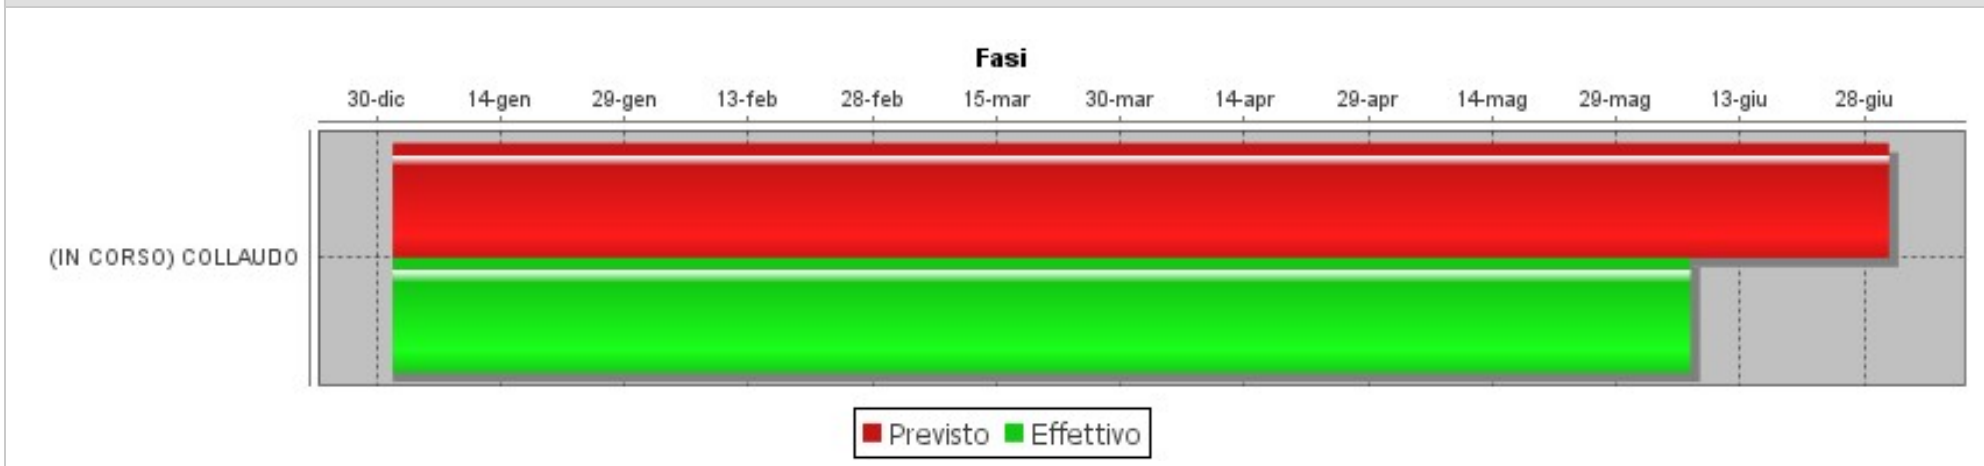 Fasi
30-dic 14-gen 29-gen 13-feb 28-feb 15-mar 30-mar 14-apr 29-apr 14-mag 29-mag 13-giu 28-giu
(IN CORSO) COLLAUDO
Previsto Effettivo